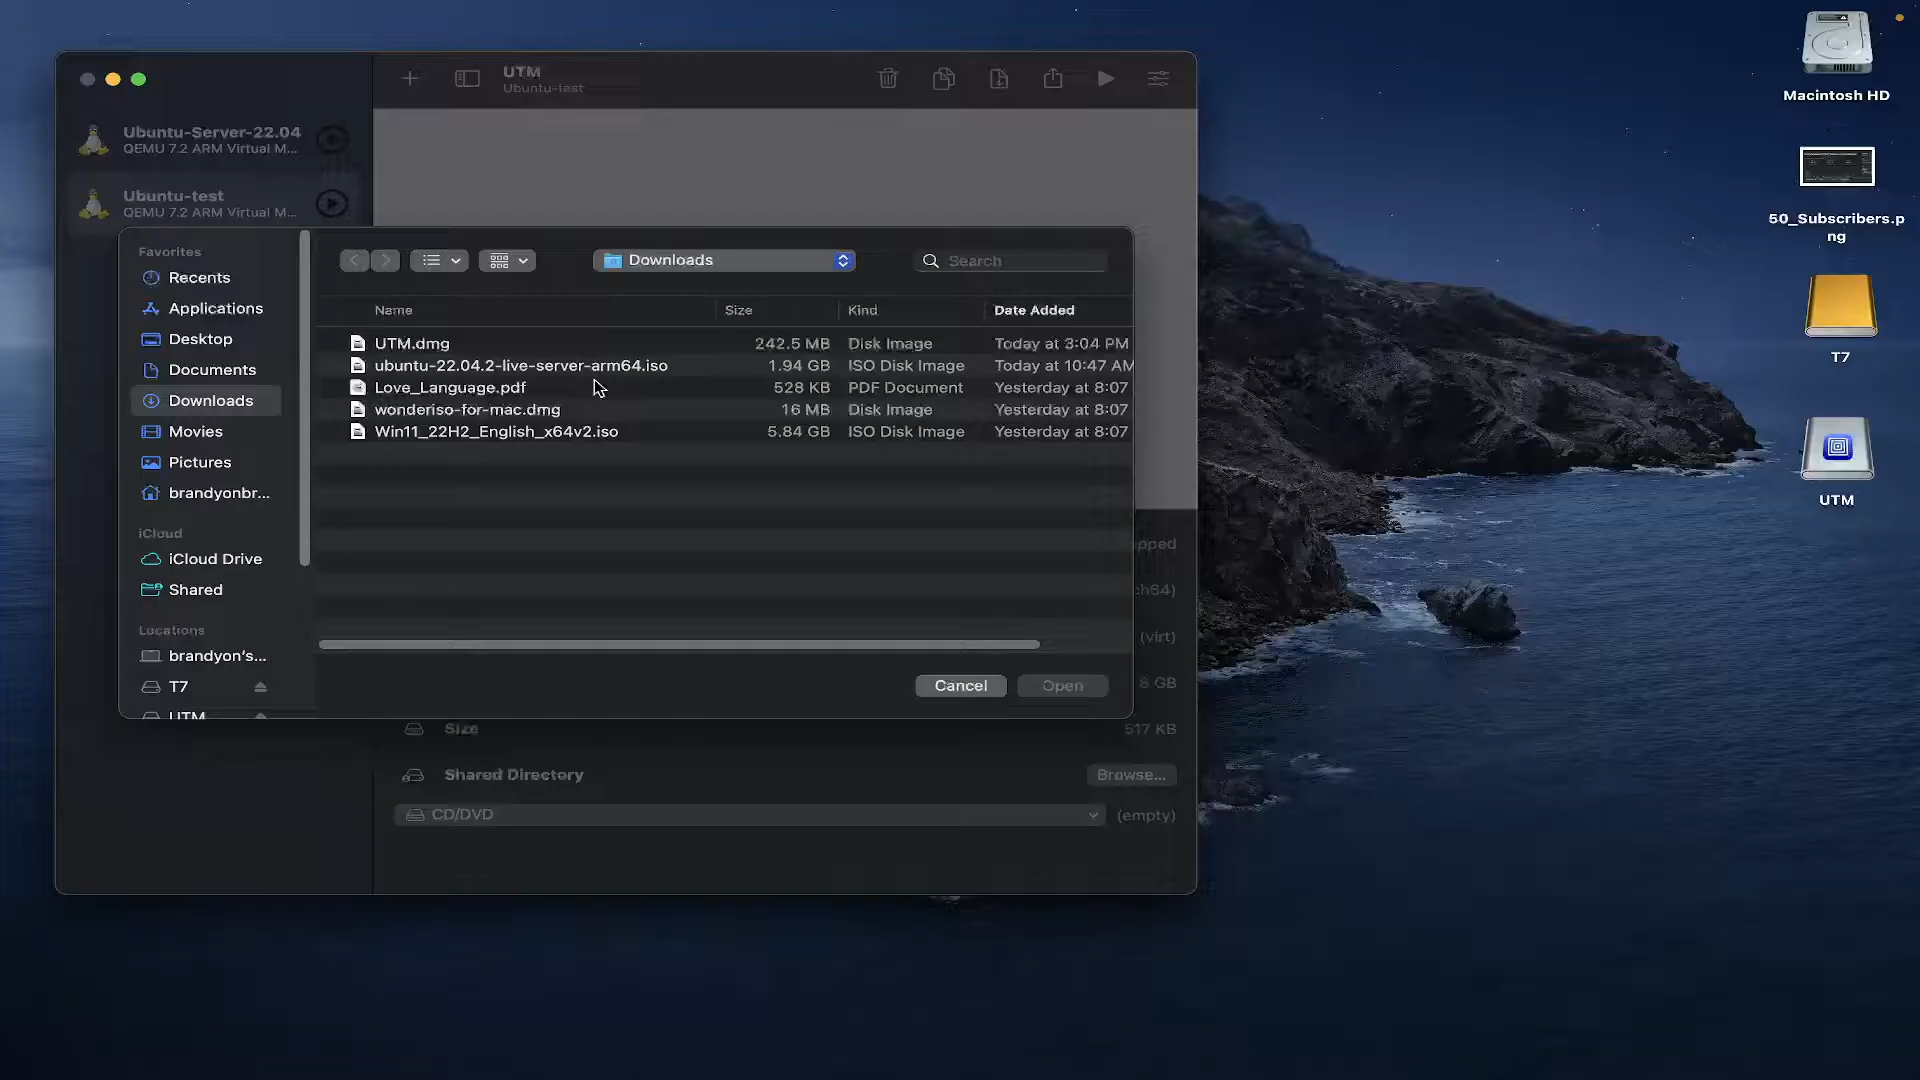 UTM
Ubuntu-test
Ubuntu-Server-22.04
QEMU 7.2 ARM Virtual M...
Ubuntu-test
QEMU 7.2 ARM Virtual M...
Favorites
Recents
Applications
Desktop
Documents
Downloads
Movies
Pictures
brandyonbr...
iCloud
iCloud Drive
Shared
Locations
brandyon's...
T7
UTM
Downloads
Search
Name Size Kind Date Added
UTM.dmg 242.5 MB Disk Image Today at 3:04 PM
ubuntu-22.04.2-live-server-arm64.iso 1.94 GB ISO Disk Image Today at 10:47 AM
Love_Language.pdf 528 KB PDF Document Yesterday at 8:07
wonderiso-for-mac.dmg 16 MB Disk Image Yesterday at 8:07
Win11_22H2_English_x64v2.iso 5.84 GB ISO Disk Image Yesterday at 8:07
Cancel Open
pped
ch64)
(virt)
8 GB
Size 517 KB
Shared Directory Browse...
CD/DVD (empty)
Macintosh HD
50_Subscribers.p
ng
T7
UTM